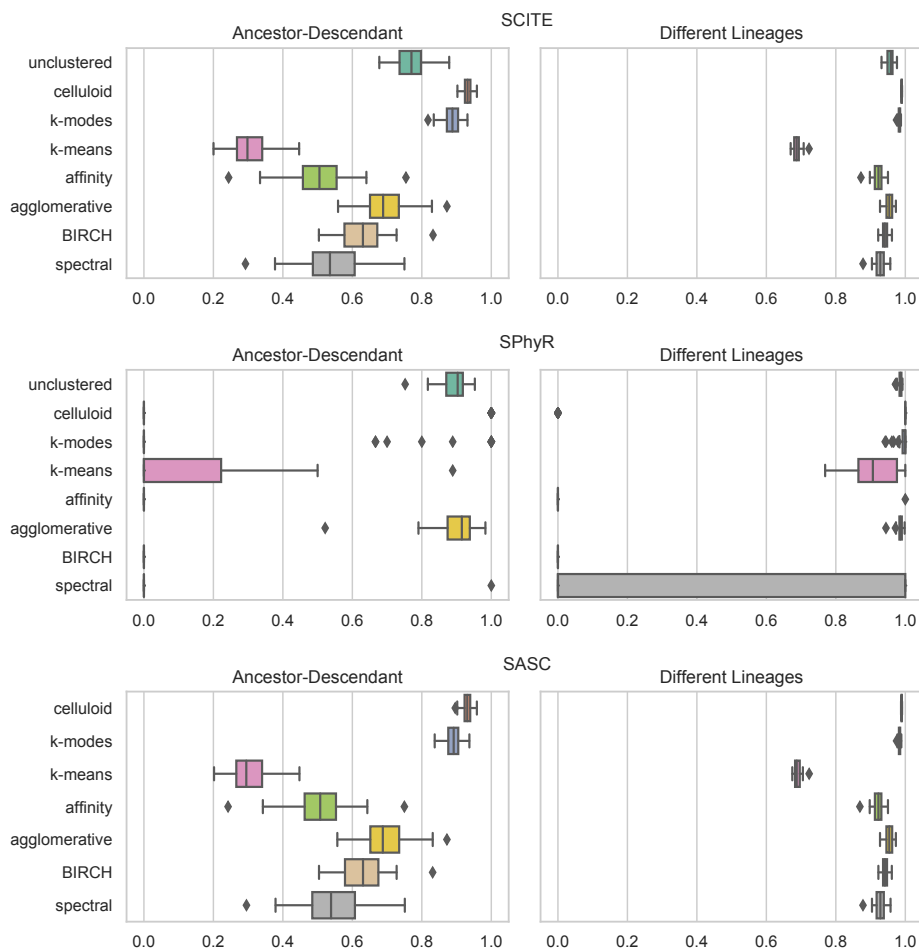 SCITE
Ancestor-Descendant Different Lineages
unclustered
celluloid
k-modes
k-means
affinity
agglomerative
BIRCH
spectral
0.0 0.2 0.4 0.6 0.8 1.0 0.0 0.2 0.4 0.6 0.8 1.0
SPhyR
Ancestor-Descendant Different Lineages
unclustered
celluloid
k-modes
k-means
affinity
agglomerative
BIRCH
spectral
0.0 0.2 0.4 0.6 0.8 1.0 0.0 0.2 0.4 0.6 0.8 1.0
SASC
Ancestor-Descendant Different Lineages
celluloid
k-modes
k-means
affinity
agglomerative
BIRCH
spectral
0.0 0.2 0.4 0.6 0.8 1.0 0.0 0.2 0.4 0.6 0.8 1.0